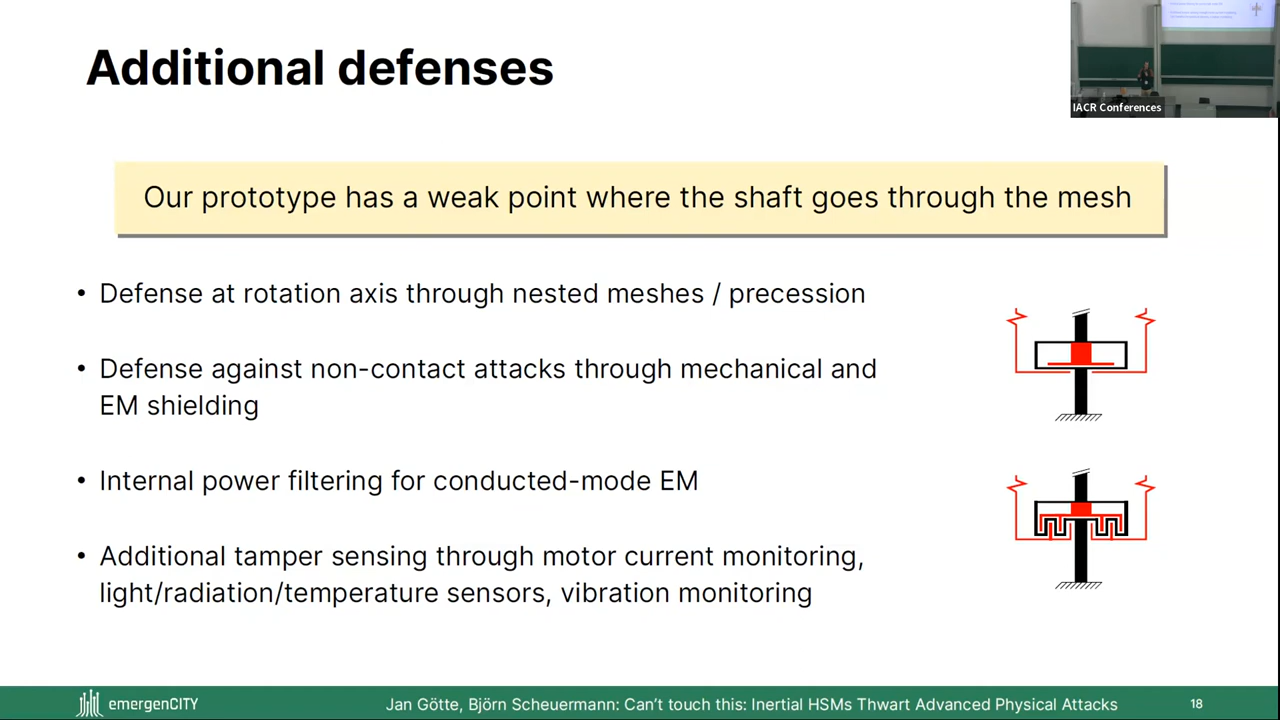 Additional defenses
IACR Conferences
Our prototype has a weak point where the shaft goes through the mesh
• Defense at rotation axis through nested meshes / precession
• Defense against non-contact attacks through mechanical and
EM shielding
• Internal power filtering for conducted-mode EM
• Additional tamper sensing through motor current monitoring,
light/radiation/temperature sensors, vibration monitoring
emergenCITY
Jan Götte, Björn Scheuermann: Can't touch this: Inertial HSMs Thwart Advanced Physical Attacks
18